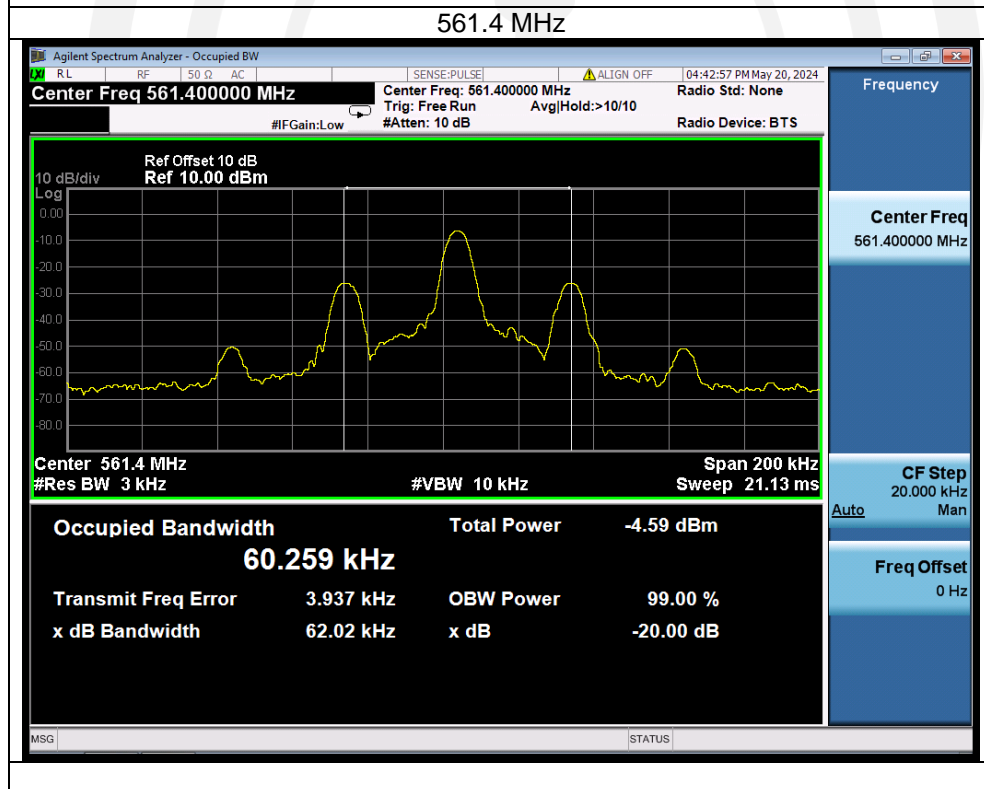 561.4 MHz
Agilent Spectrum Analyzer - Occupied BW
LXI RL RF 50 Ω AC SENSE:PULSE ALIGN OFF 04:42:57 PM May 20, 2024
Center Freq 561.400000 MHz Center Freq: 561.400000 MHz Radio Std: None Frequency
Trig: Free Run Avg|Hold:>10/10
#IFGain:Low #Atten: 10 dB Radio Device: BTS
Ref Offset 10 dB
10 dB/div Ref 10.00 dBm
Log
0.00
-10.0
-20.0
-30.0
-40.0
-50.0
-60.0
-70.0
-80.0
Center 561.4 MHz Span 200 kHz
#Res BW 3 kHz #VBW 10 kHz Sweep 21.13 ms
Center Freq
561.400000 MHz
CF Step
20.000 kHz
Auto Man
Freq Offset
0 Hz
Occupied Bandwidth Total Power -4.59 dBm
60.259 kHz
Transmit Freq Error 3.937 kHz OBW Power 99.00 %
x dB Bandwidth 62.02 kHz x dB -20.00 dB
MSG STATUS